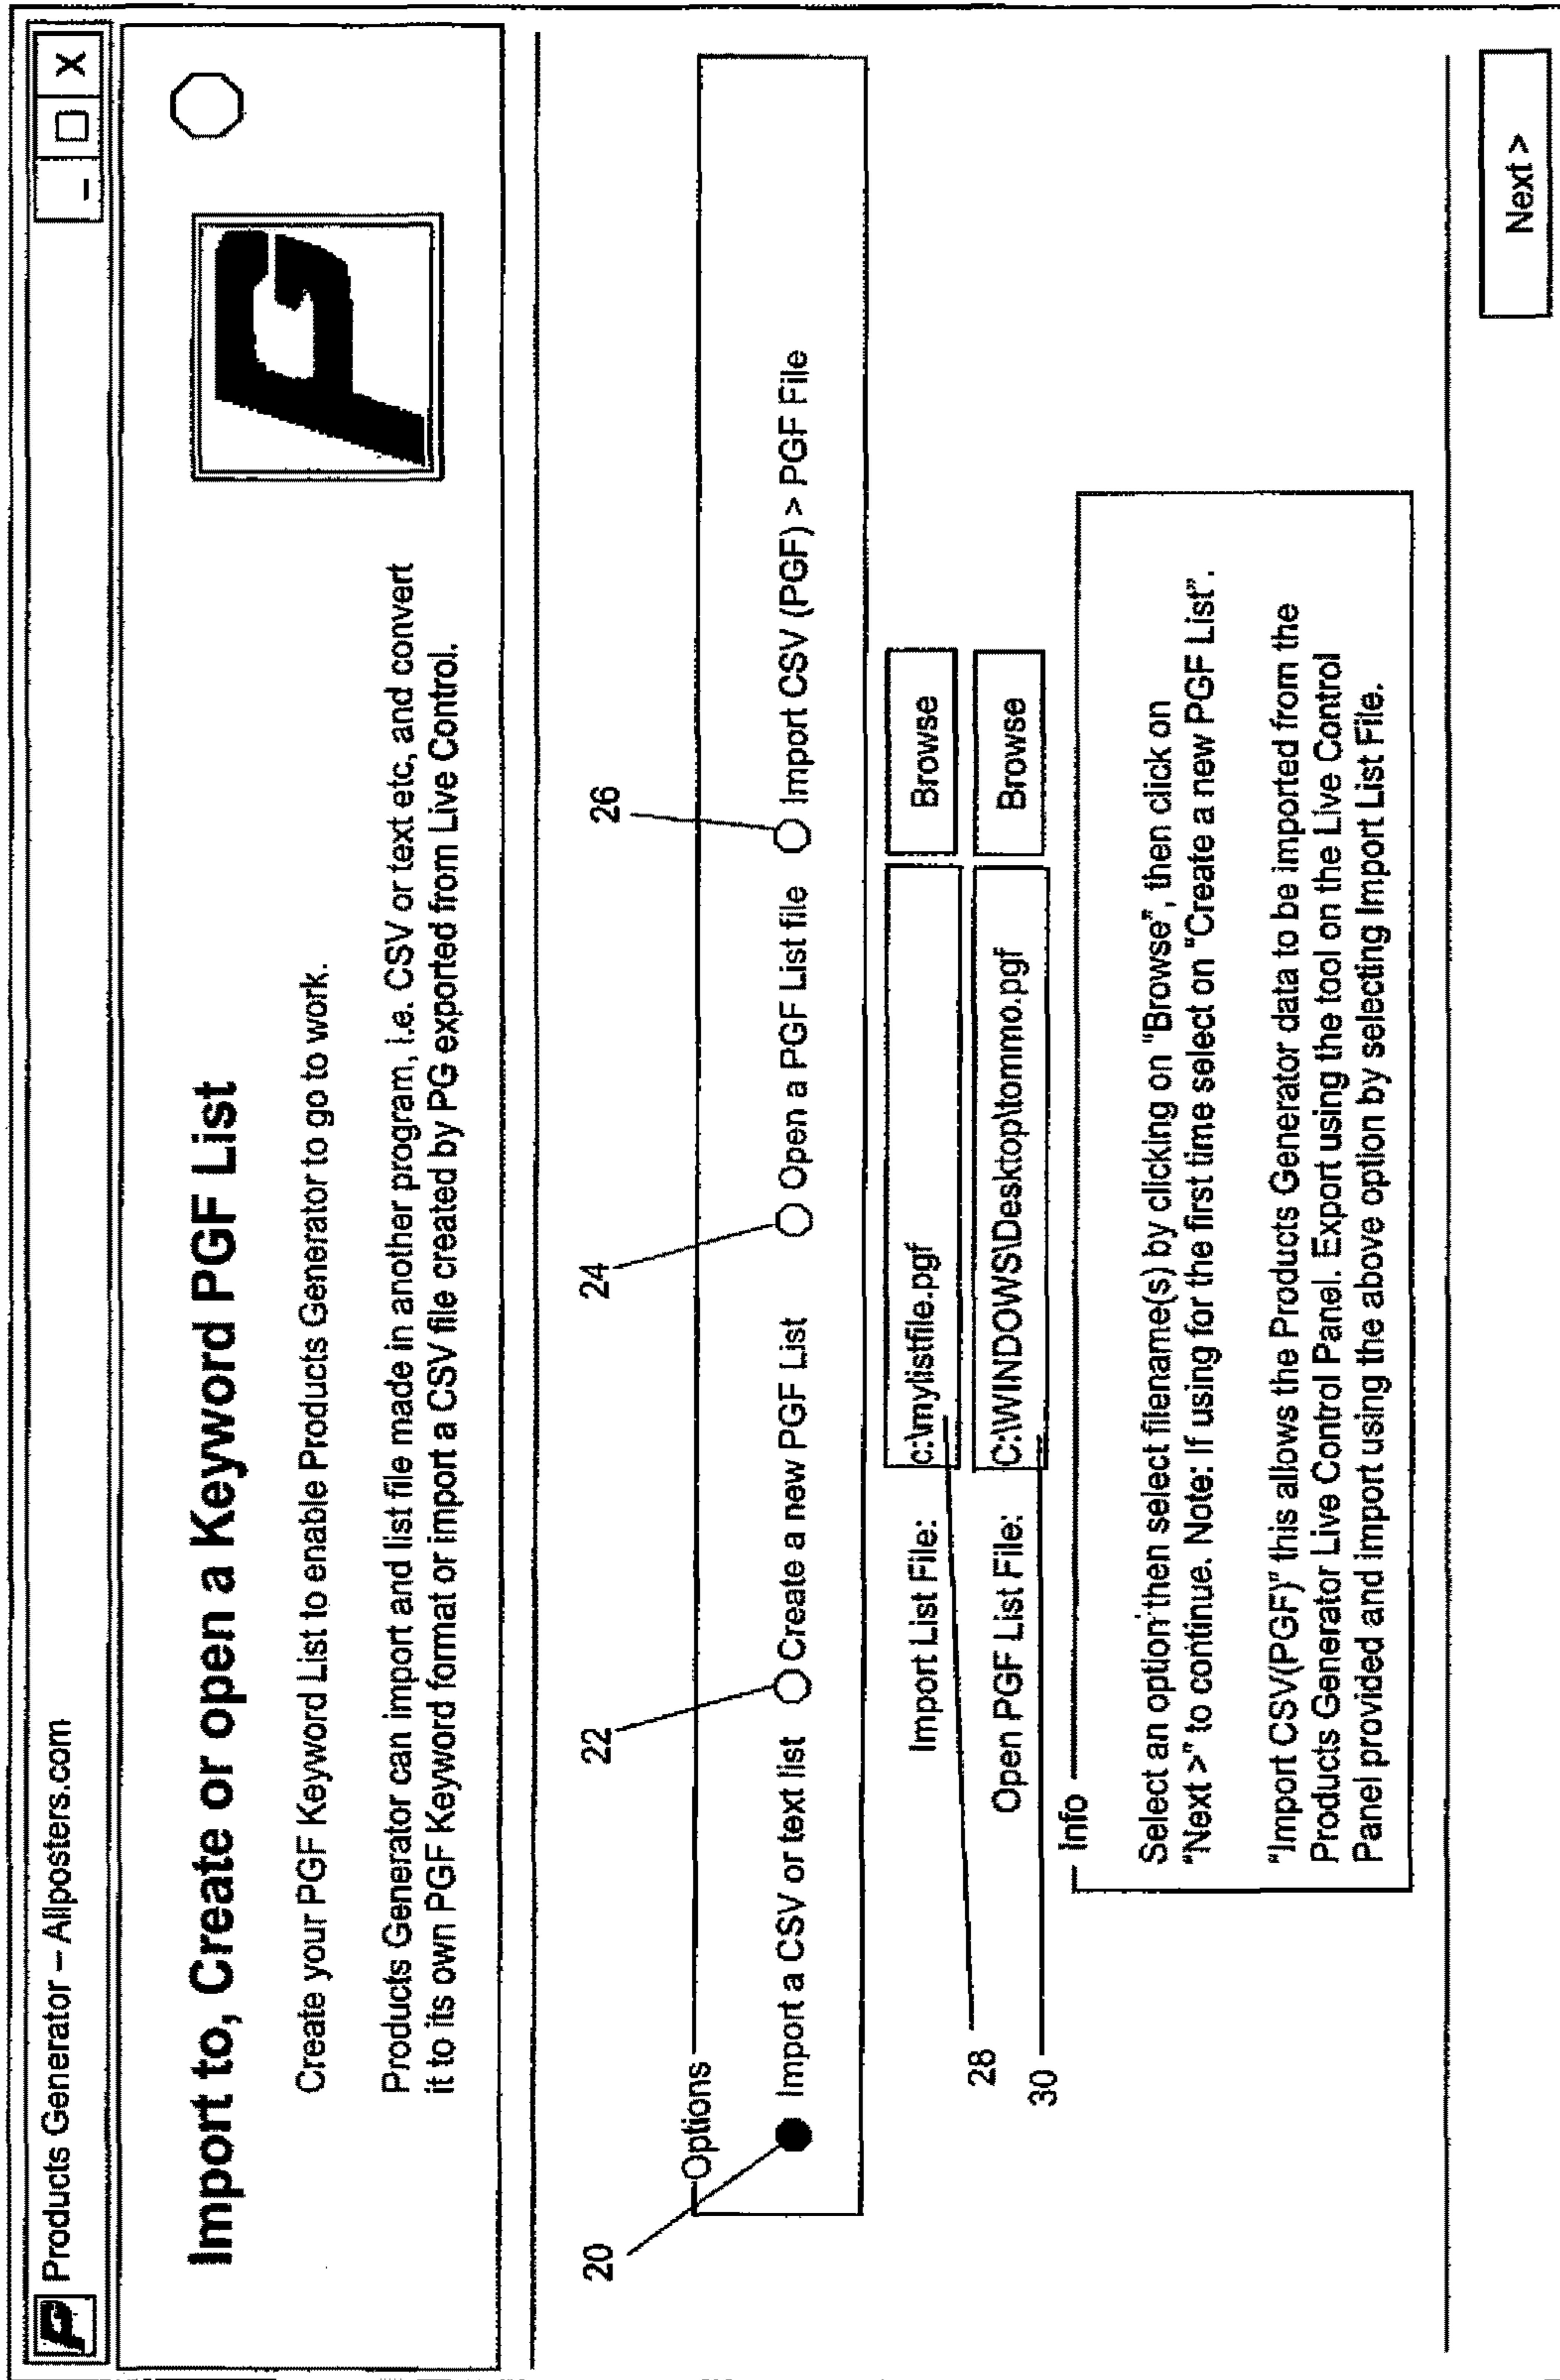 PG Products Generator – Allposters.com
_ □ X
Import to, Create or open a Keyword PGF List
Create your PGF Keyword List to enable Products Generator to go to work.
Products Generator can import and list file made in another program, i.e. CSV or text etc, and convert
it to its own PGF Keyword format or import a CSV file created by PG exported from Live Control.
PG
20
22
24
26
Options
Import a CSV or text list
Create a new PGF List
Open a PGF List file
Import CSV (PGF) > PGF File
Import List File: c:\mylistfile.pgf Browse
Open PGF List File: C:\WINDOWS\Desktop\tommo.pgf Browse
28
30
Info
Select an option then select filename(s) by clicking on "Browse", then click on
"Next >" to continue. Note: If using for the first time select on "Create a new PGF List".
"Import CSV(PGF)" this allows the Products Generator data to be imported from the
Products Generator Live Control Panel. Export using the tool on the Live Control
Panel provided and import using the above option by selecting Import List File.
Next >